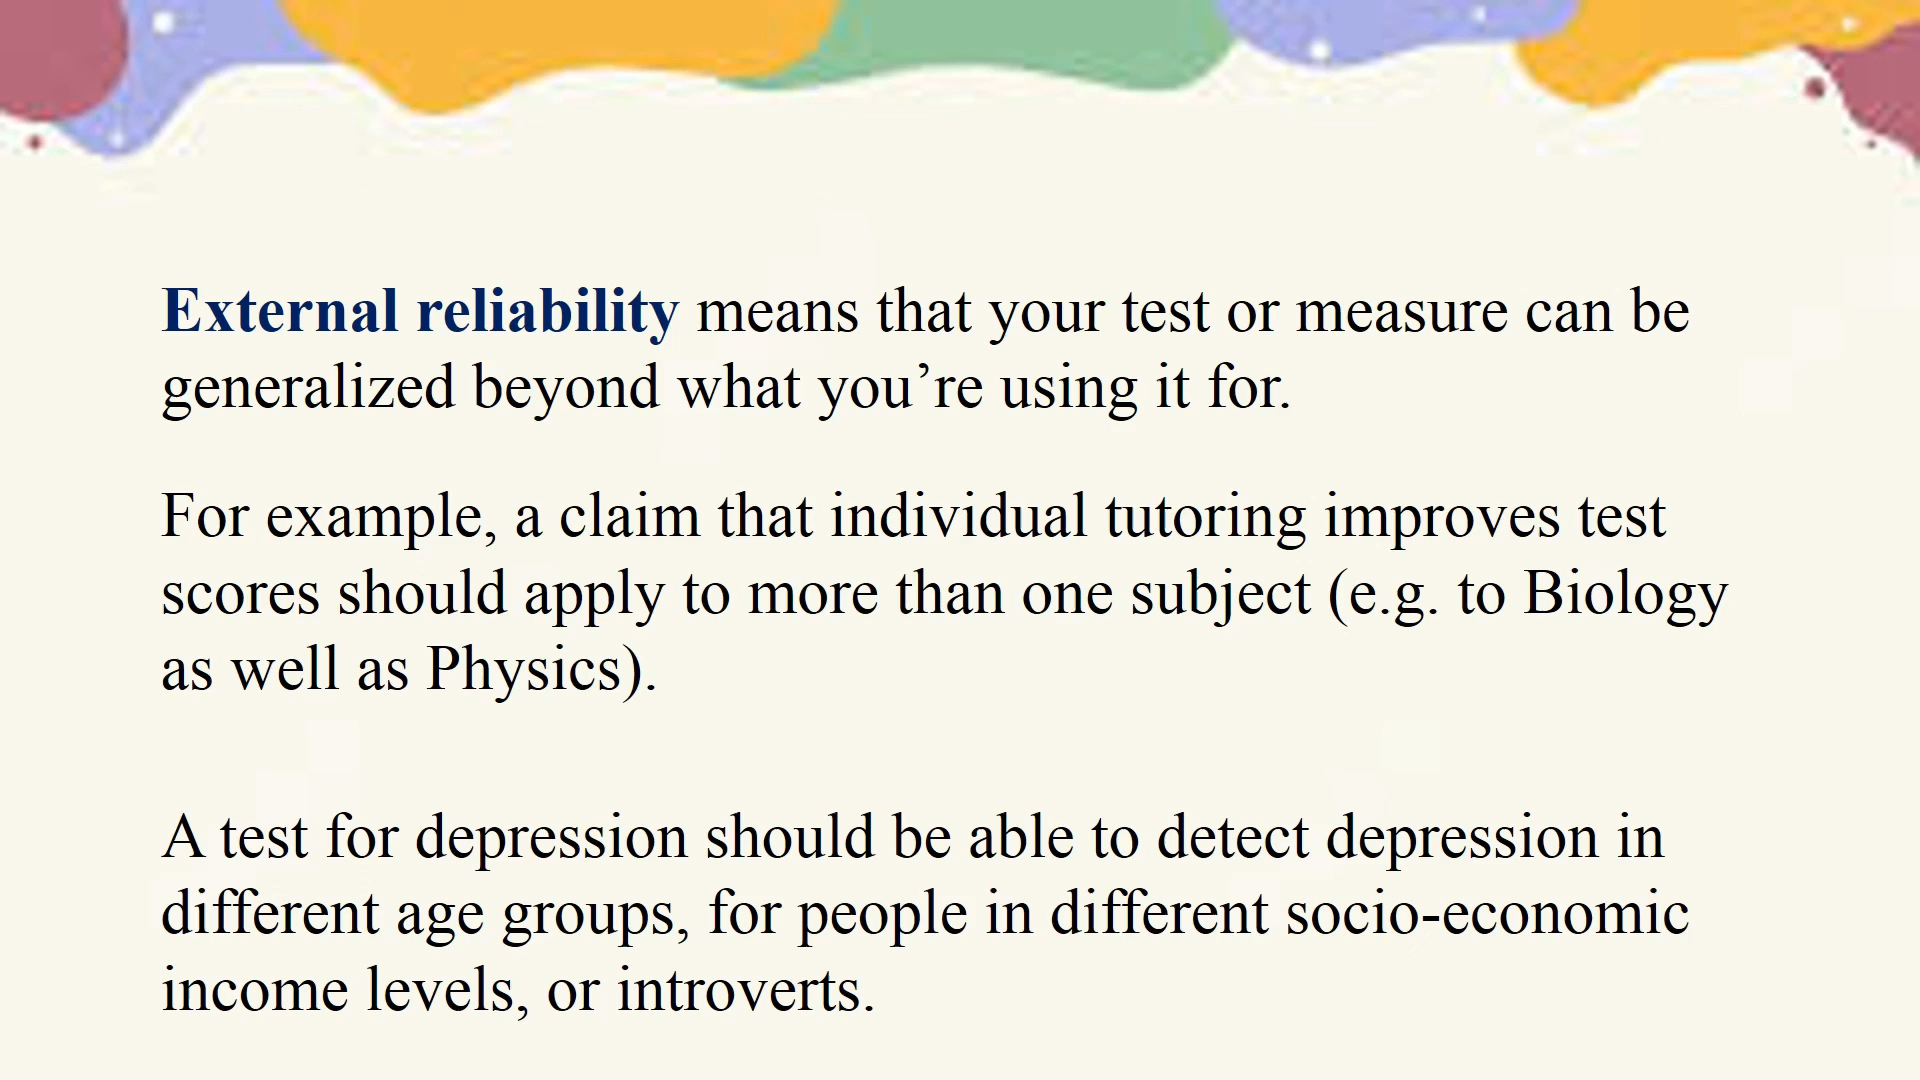 External reliability means that your test or measure can be
generalized beyond what you’re using it for.
For example, a claim that individual tutoring improves test
scores should apply to more than one subject (e.g. to Biology
as well as Physics).
A test for depression should be able to detect depression in
different age groups, for people in different socio-economic
income levels, or introverts.